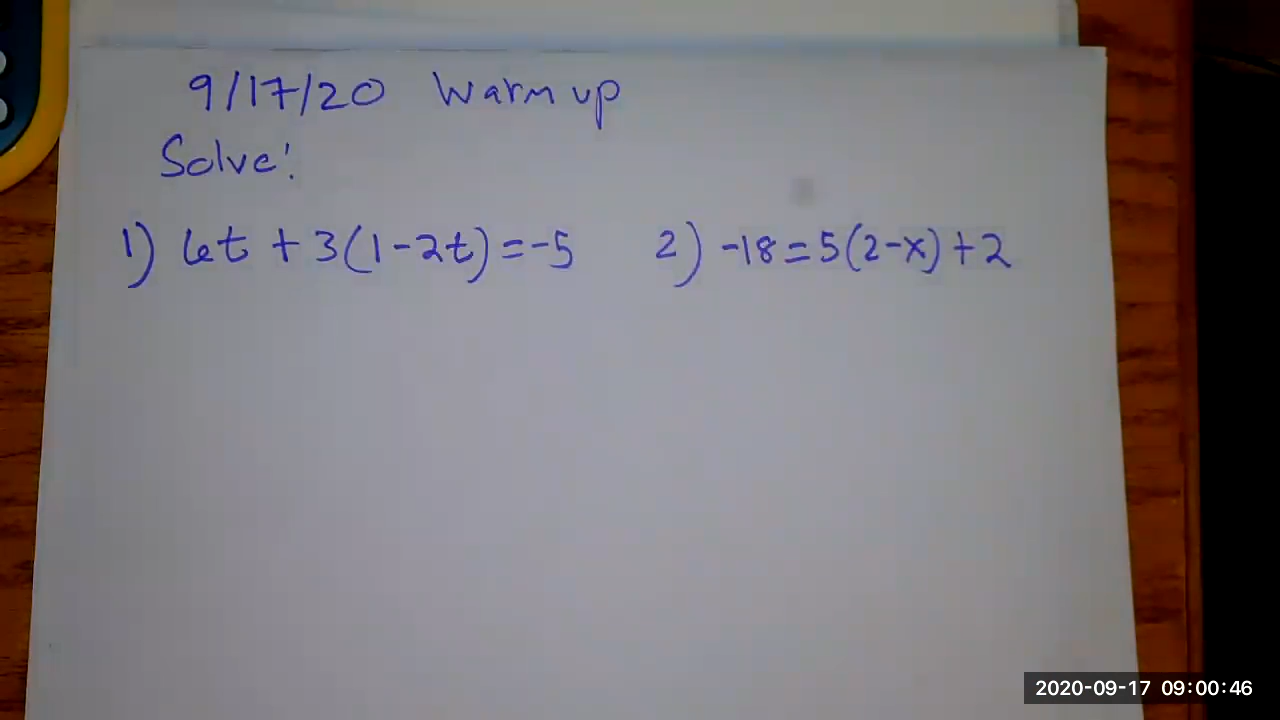 9/17/20 Warm up
Solve:
1) 6t + 3(1-2t)=-5 2) -18=5(2-x)+2
2020-09-17 09:00:46